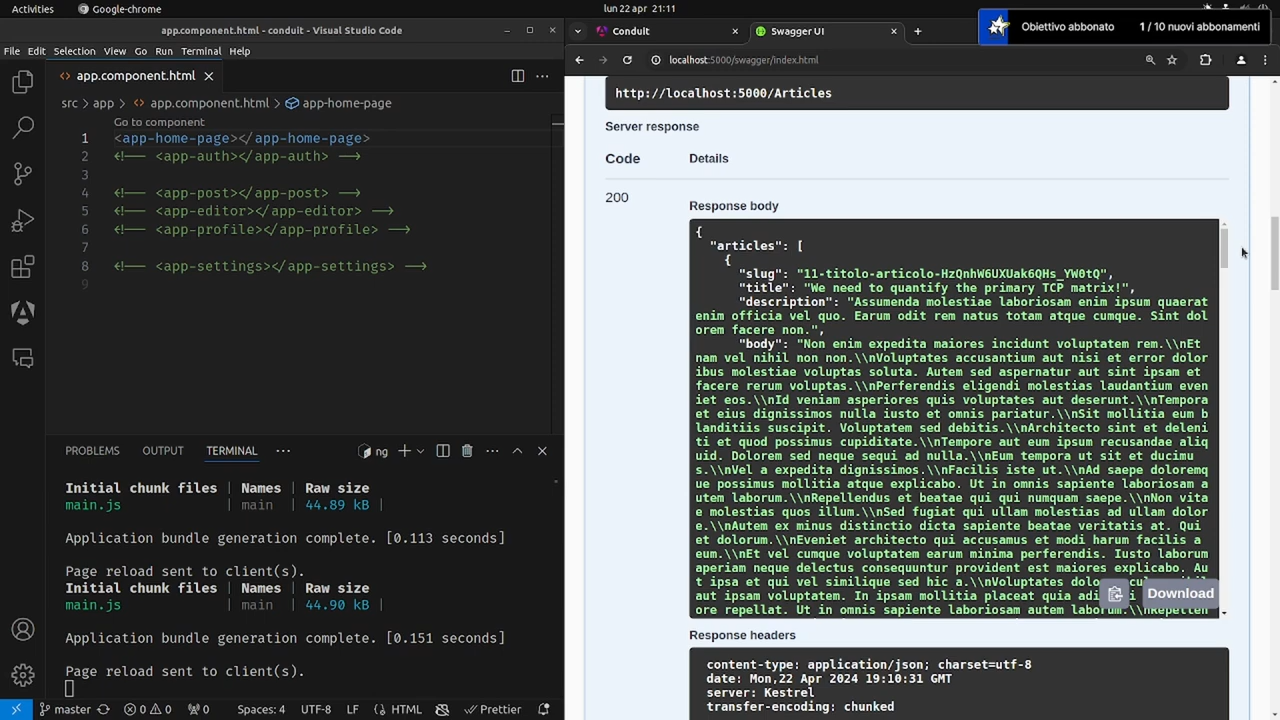 Activities
Google-chrome
lun 22 apr 21:11
Obiettivo abbonato
1 / 10 nuovi abbonamenti
app.component.html - conduit - Visual Studio Code
File Edit Selection View Go Run Terminal Help
app.component.html
src > app > app.component.html > app-home-page
Go to component
1 <app-home-page></app-home-page>
2 <!-- <app-auth></app-auth> -->
3
4 <!-- <app-post></app-post> -->
5 <!-- <app-editor></app-editor> -->
6 <!-- <app-profile></app-profile> -->
7
8 <!-- <app-settings></app-settings> -->
9
PROBLEMS OUTPUT TERMINAL
ng
Initial chunk files | Names | Raw size
main.js | main | 44.89 kB |
Application bundle generation complete. [0.113 seconds]
Page reload sent to client(s).
Initial chunk files | Names | Raw size
main.js | main | 44.90 kB |
Application bundle generation complete. [0.151 seconds]
Page reload sent to client(s).
master 0 0 0 Spaces: 4 UTF-8 LF HTML Prettier
Conduit
Swagger UI
localhost:5000/swagger/index.html
http://localhost:5000/Articles
Server response
Code Details
200
Response body
{
"articles": [
{
"slug": "11-titolo-articolo-HzQnhW6UXUak6QHs_YW0tQ",
"title": "We need to quantify the primary TCP matrix!",
"description": "Assumenda molestiae laboriosam enim ipsum quaerat
enim officia vel quo. Earum odit rem natus totam atque cumque. Sint dol
orem facere non.",
"body": "Non enim expedita maiores incidunt voluptatem rem.\\nEt
nam vel nihil non non.\\nVoluptates accusantium aut nisi et error dolor
ibus molestiae voluptas soluta. Autem sed aspernatur aut sint ipsam et
facere rerum voluptas.\\nPerferendis eligendi molestias laudantium even
iet eos.\\nId veniam asperiores quis voluptates aut deserunt.\\nTempora
et eius dignissimos nulla iusto et omnis pariatur.\\nSit mollitia eum b
landitiis suscipit. Voluptatem sed debitis.\\nArchitecto sint et deleni
ti et quod possimus cupiditate.\\nTempore aut eum ipsum recusandae aliq
uid. Dolorem sed neque sequi ad nulla.\\nEum tempora ut sit et ducimu
s.\\nVel a expedita dignissimos.\\nFacilis iste ut.\\nAd saepe doloremq
ue possimus mollitia atque explicabo. Ut in omnis sapiente laboriosam a
utem laborum.\\nRepellendus et beatae qui qui numquam saepe.\\nNon vita
e molestias quos illum.\\nSed fugiat qui ullam molestias ad ullam dolor
e.\\nAutem ex minus distinctio dicta sapiente beatae veritatis at. Qui
et dolorum.\\nEveniet architecto qui accusamus et modi harum facilis a
eum.\\nEt vel cumque voluptatem earum minima perferendis. Iusto laborum
aperiam neque delectus consequuntur provident est maiores explicabo. Au
t ipsa et qui vel similique sed hic a.\\nVoluptates
aut ipsam voluptatem. In ipsam mollitia placeat quia
ore repellat. Ut in omnis sapiente laboriosam autem laborum.\\nRepellen
Download
Response headers
content-type: application/json; charset=utf-8
date: Mon,22 Apr 2024 19:10:31 GMT
server: Kestrel
transfer-encoding: chunked